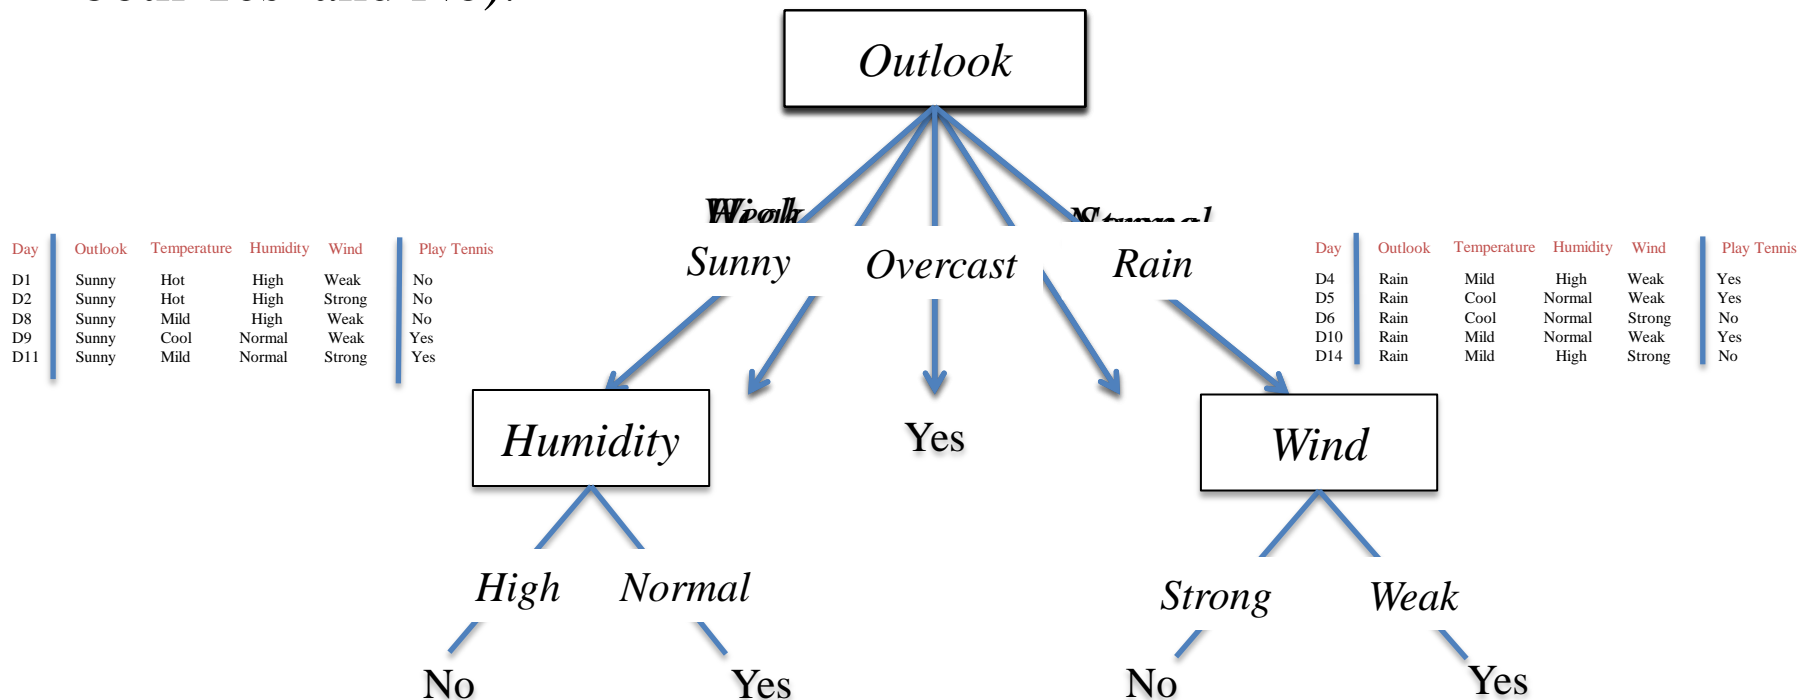 both Yes and No).
Outlook
Sunny Overcast Rain
Day Outlook Temperature Humidity Wind Play Tennis
D1 Sunny Hot High Weak No
D2 Sunny Hot High Strong No
D8 Sunny Mild High Weak No
D9 Sunny Cool Normal Weak Yes
D11 Sunny Mild Normal Strong Yes
Day Outlook Temperature Humidity Wind Play Tennis
D4 Rain Mild High Weak Yes
D5 Rain Cool Normal Weak Yes
D6 Rain Cool Normal Strong No
D10 Rain Mild Normal Weak Yes
D14 Rain Mild High Strong No
Humidity Yes Wind
High Normal Strong Weak
No Yes No Yes